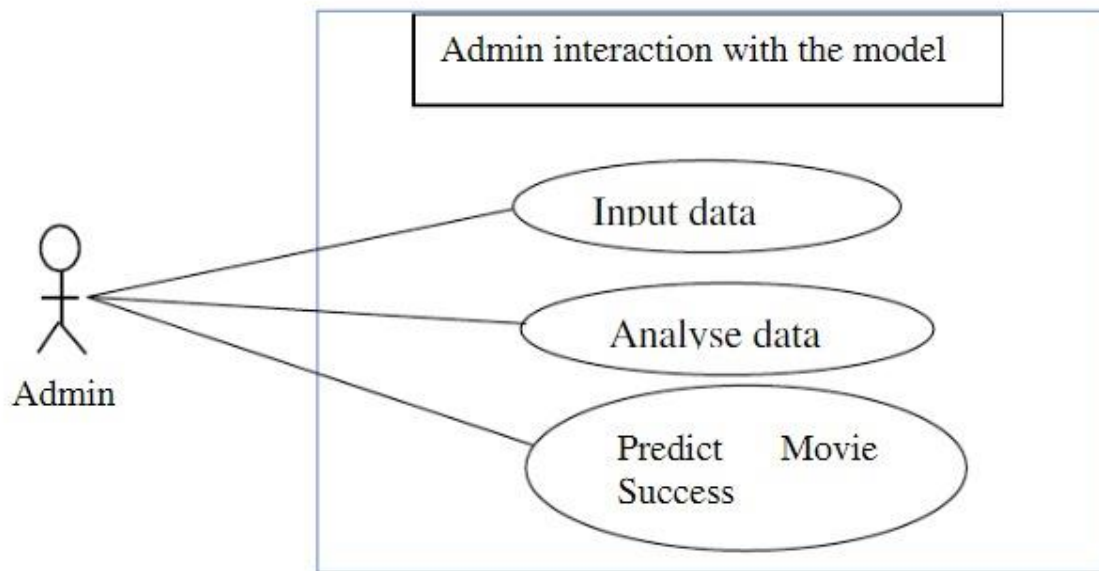 Admin interaction with the model
Input data
Analyse data
Admin
Predict Movie
Success